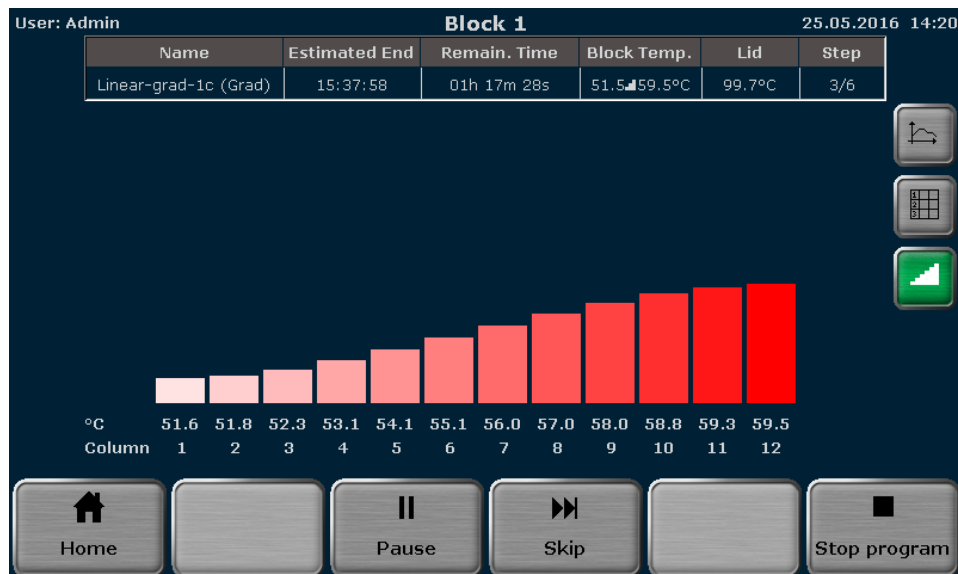 User: Admin Block 1 25.05.2016 14:20
Name Estimated End Remain. Time Block Temp. Lid Step
Linear-grad-1c (Grad) 15:37:58 01h 17m 28s 51.5 59.5°C 99.7°C 3/6
1
2
3
°C 51.6 51.8 52.3 53.1 54.1 55.1 56.0 57.0 58.0 58.8 59.3 59.5
Column 1 2 3 4 5 6 7 8 9 10 11 12
Home Pause Skip Stop program